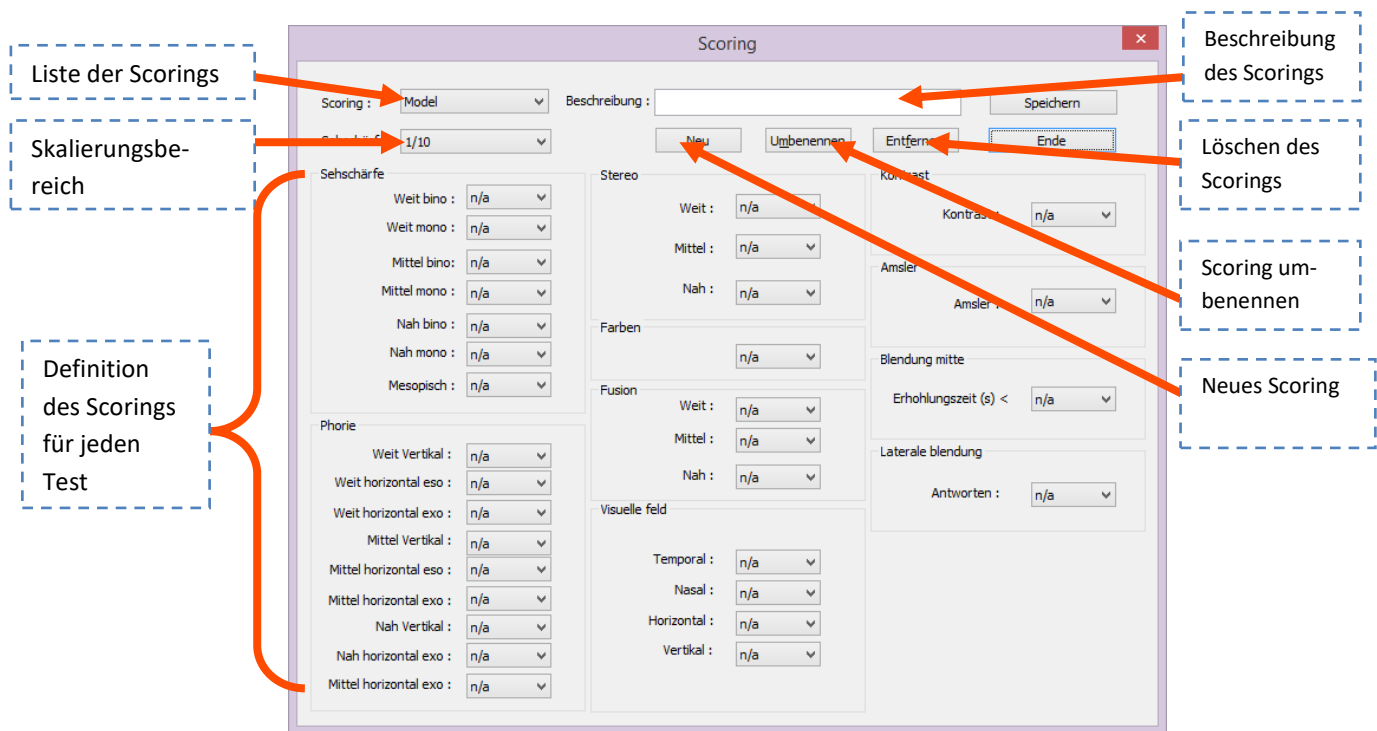 Scoring
Liste der Scorings
Skalierungsbe-
reich
Definition
des Scorings
für jeden
Test
Beschreibung
des Scorings
Löschen des
Scorings
Scoring um-
benennen
Neues Scoring
Scoring : Model Beschreibung : Speichern
1/10 Neu Umbenennen Ende
Sehschärfe
Weit bino : n/a
Weit mono : n/a
Mittel bino: n/a
Mittel mono : n/a
Nah bino : n/a
Nah mono : n/a
Mesopisch : n/a
Phorie
Weit Vertikal : n/a
Weit horizontal eso : n/a
Weit horizontal exo : n/a
Mittel Vertikal : n/a
Mittel horizontal eso : n/a
Mittel horizontal exo : n/a
Nah Vertikal : n/a
Nah horizontal exo : n/a
Mittel horizontal exo : n/a
Stereo
Weit : n/a
Mittel : n/a
Nah : n/a
Farben
n/a
Fusion
Weit : n/a
Mittel : n/a
Nah : n/a
Visuelle feld
Temporal : n/a
Nasal : n/a
Horizontal : n/a
Vertikal : n/a
Kontrast
Kontrast : n/a
Amsler
Amsler : n/a
Blendung mitte
Erhohlungszeit (s) < n/a
Laterale blendung
Antworten : n/a